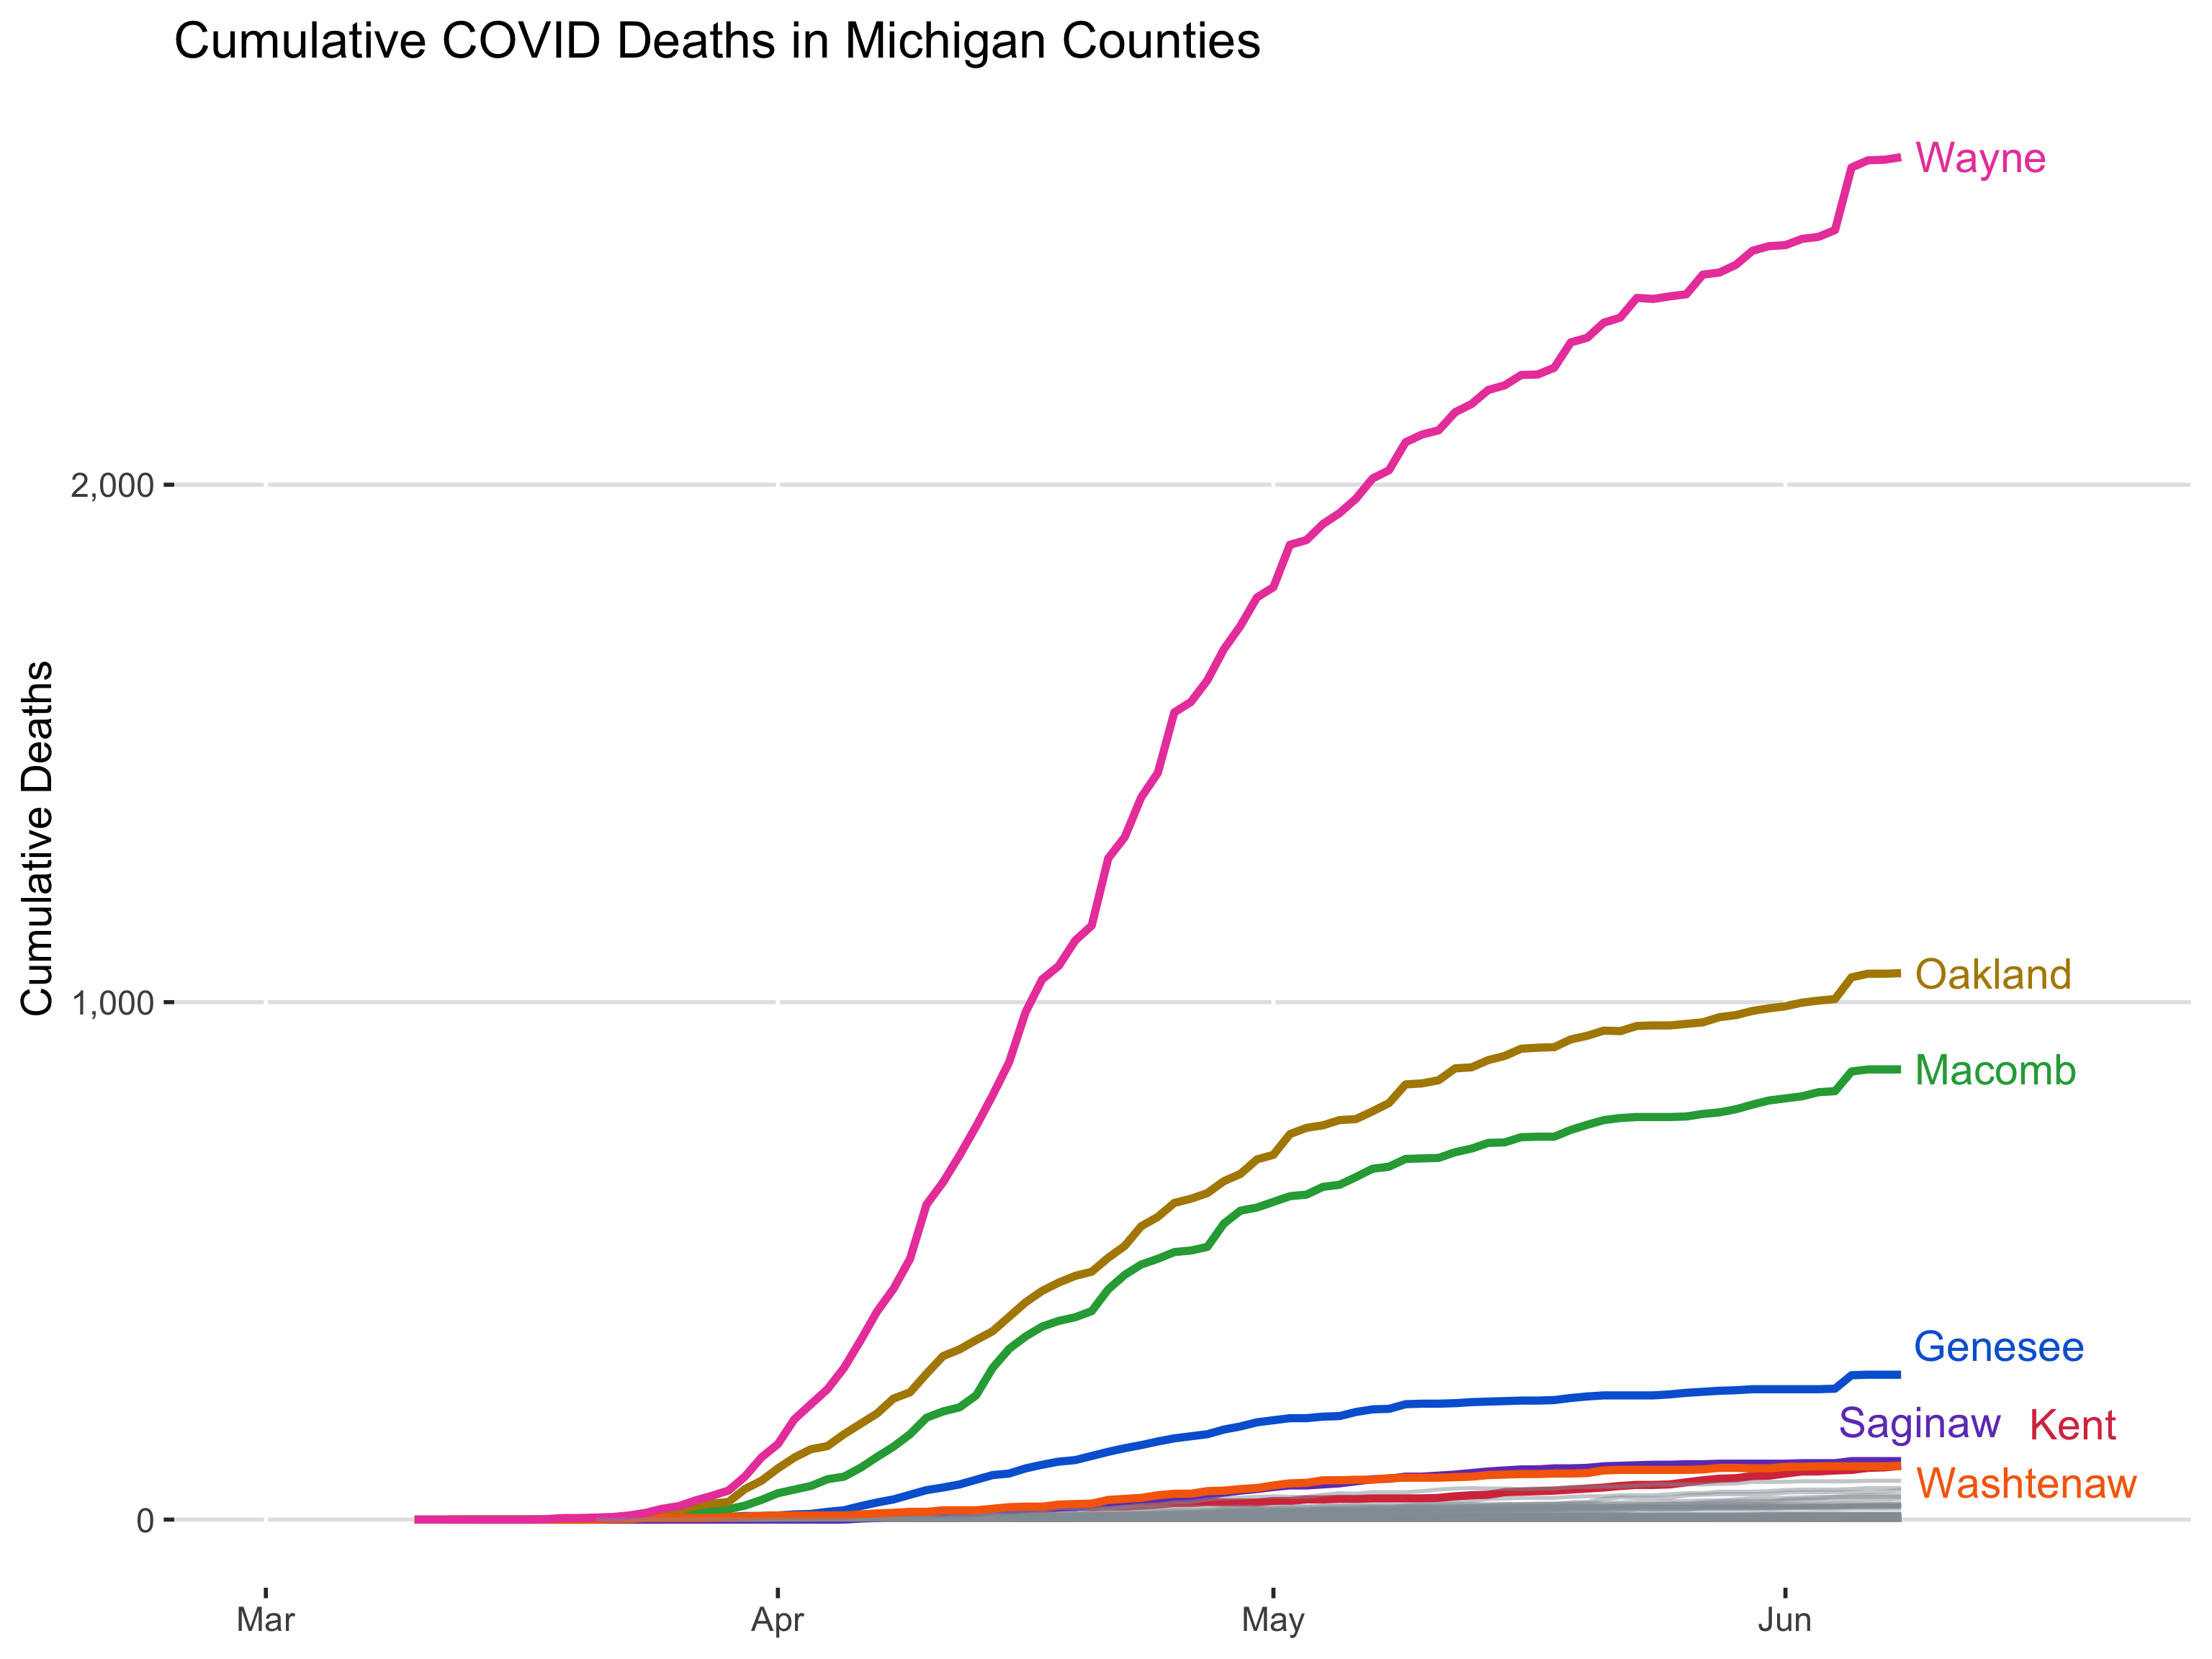 Cumulative COVID Deaths in Michigan Counties
Wayne
2,000
Cumulative Deaths
1,000
Oakland
Macomb
Genesee
Saginaw Kent
Washtenaw
0
Mar Apr May Jun